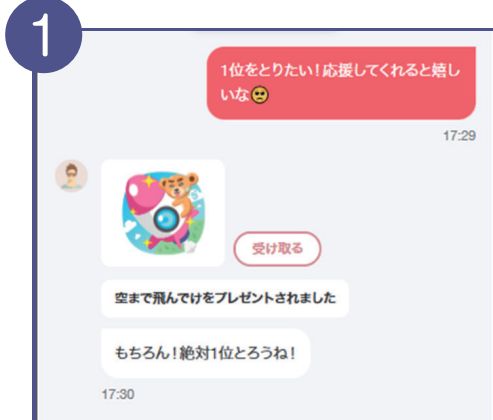 1
1位をとりたい！応援してくれると嬉し
いな🥺
17:29
受け取る
空まで飛んでけをプレゼントされました
もちろん！絶対1位とろうね！
17:30